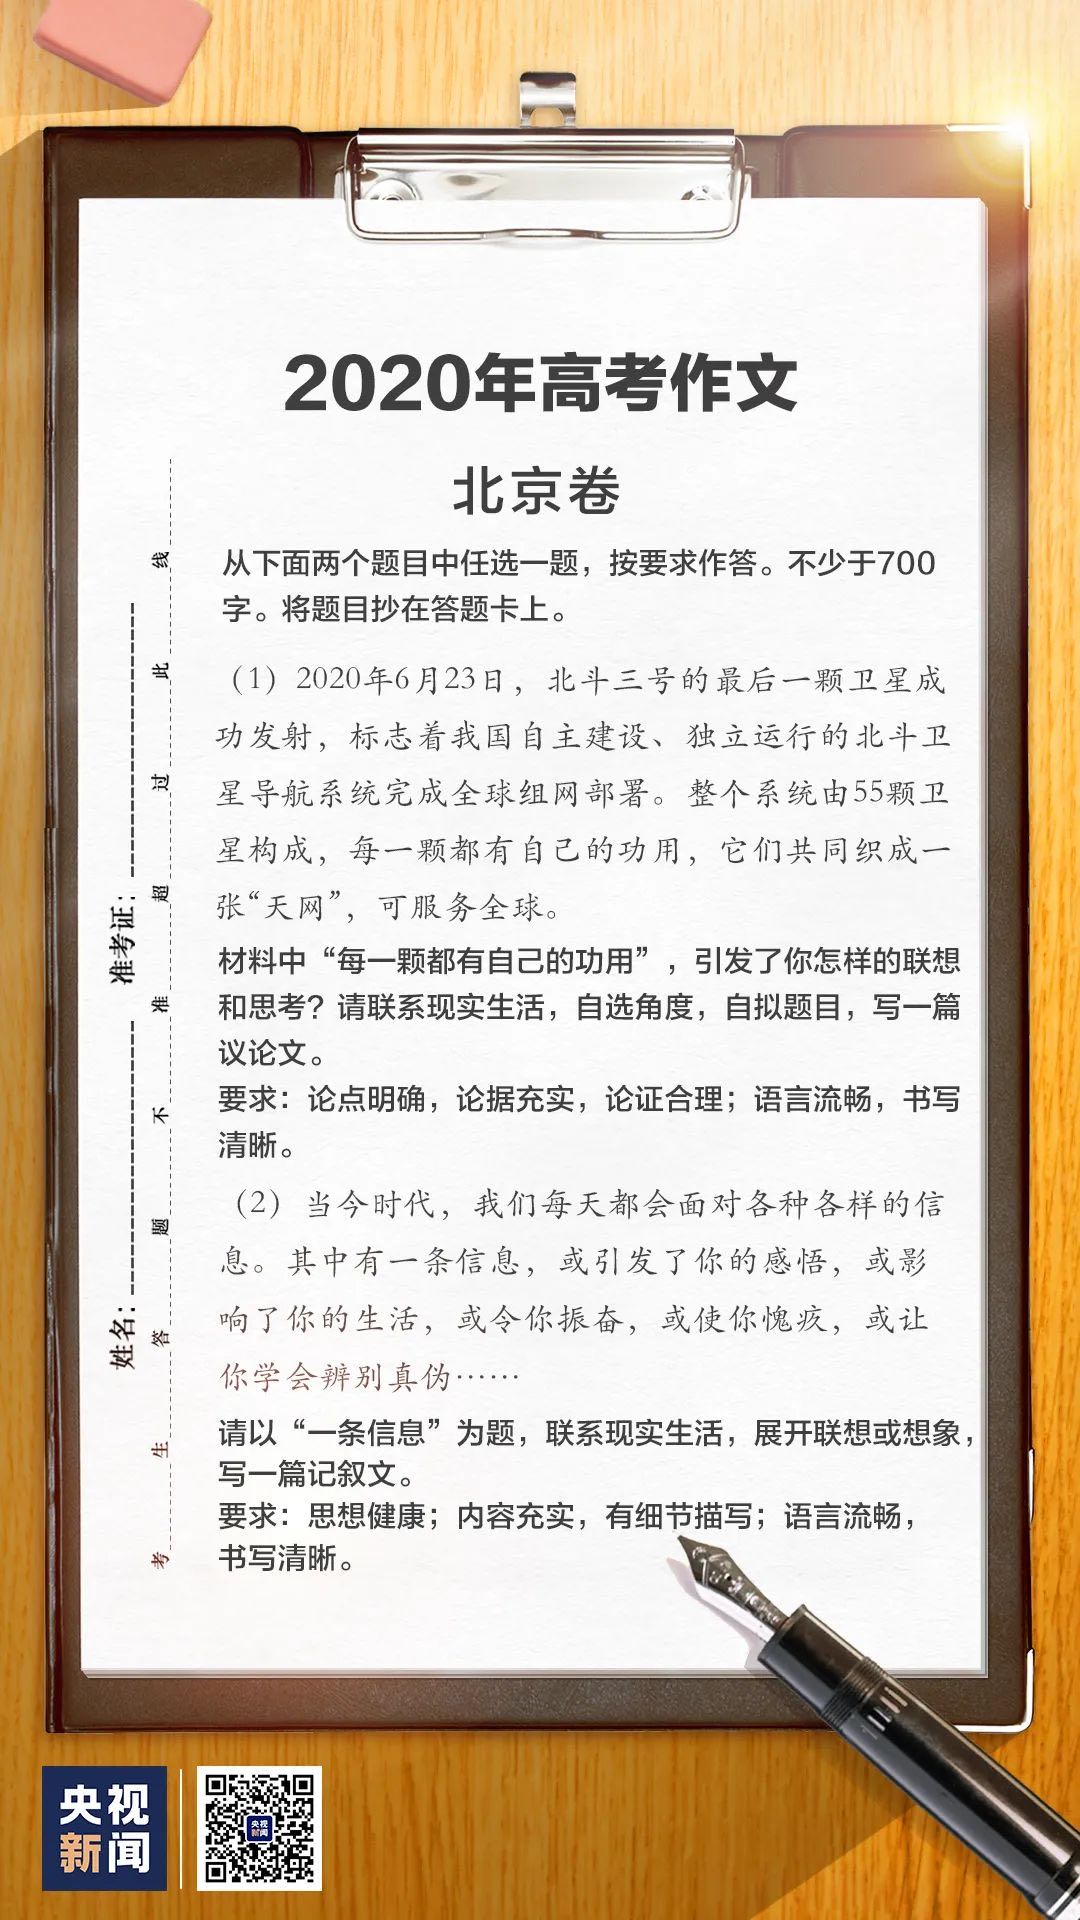 2020年高考作文
北京卷
从下面两个题目中任选一题，按要求作答。不少于700
字。将题目抄在答题卡上。
（1）2020年6月23日，北斗三号的最后一颗卫星成
功发射，标志着我国自主建设、独立运行的北斗卫
星导航系统完成全球组网部署。整个系统由55颗卫
星构成，每一颗都有自己的功用，它们共同织成一
张“天网”，可服务全球。
材料中“每一颗都有自己的功用”，引发了你怎样的联想
和思考？请联系现实生活，自选角度，自拟题目，写一篇
议论文。
要求：论点明确，论据充实，论证合理；语言流畅，书写
清晰。
（2）当今时代，我们每天都会面对各种各样的信
息。其中有一条信息，或引发了你的感悟，或影
响了你的生活，或令你振奋，或使你愧疚，或让
你学会辨别真伪……
请以“一条信息”为题，联系现实生活，展开联想或想象，
写一篇记叙文。
要求：思想健康；内容充实，有细节描写；语言流畅，
书写清晰。
姓名：
准考证：
考生答题不准超过此线
央视
新闻
央视
新闻